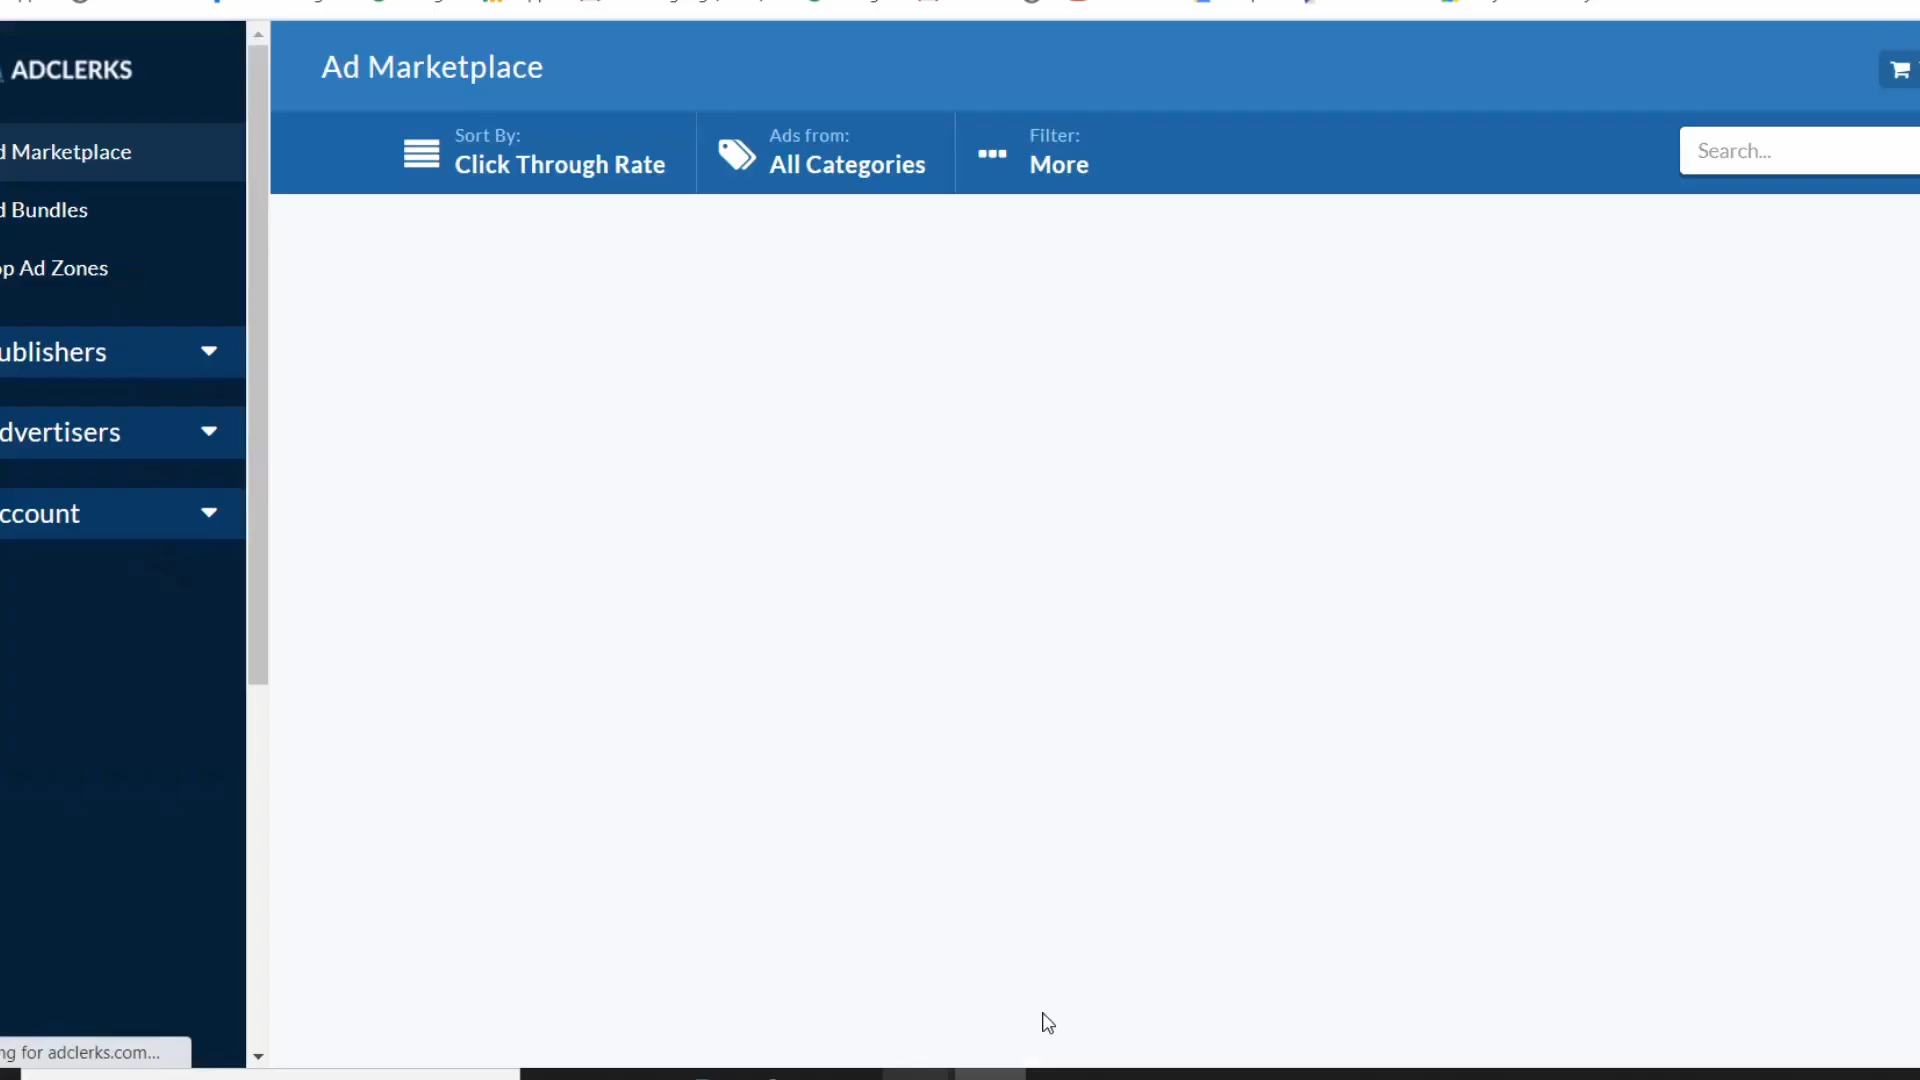 ADCLERKS
Ad Marketplace
Sort By:
Click Through Rate
Ads from:
All Categories
Filter:
More
Search...
d Marketplace
d Bundles
op Ad Zones
ublishers
dvertisers
ccount
ng for adclerks.com...